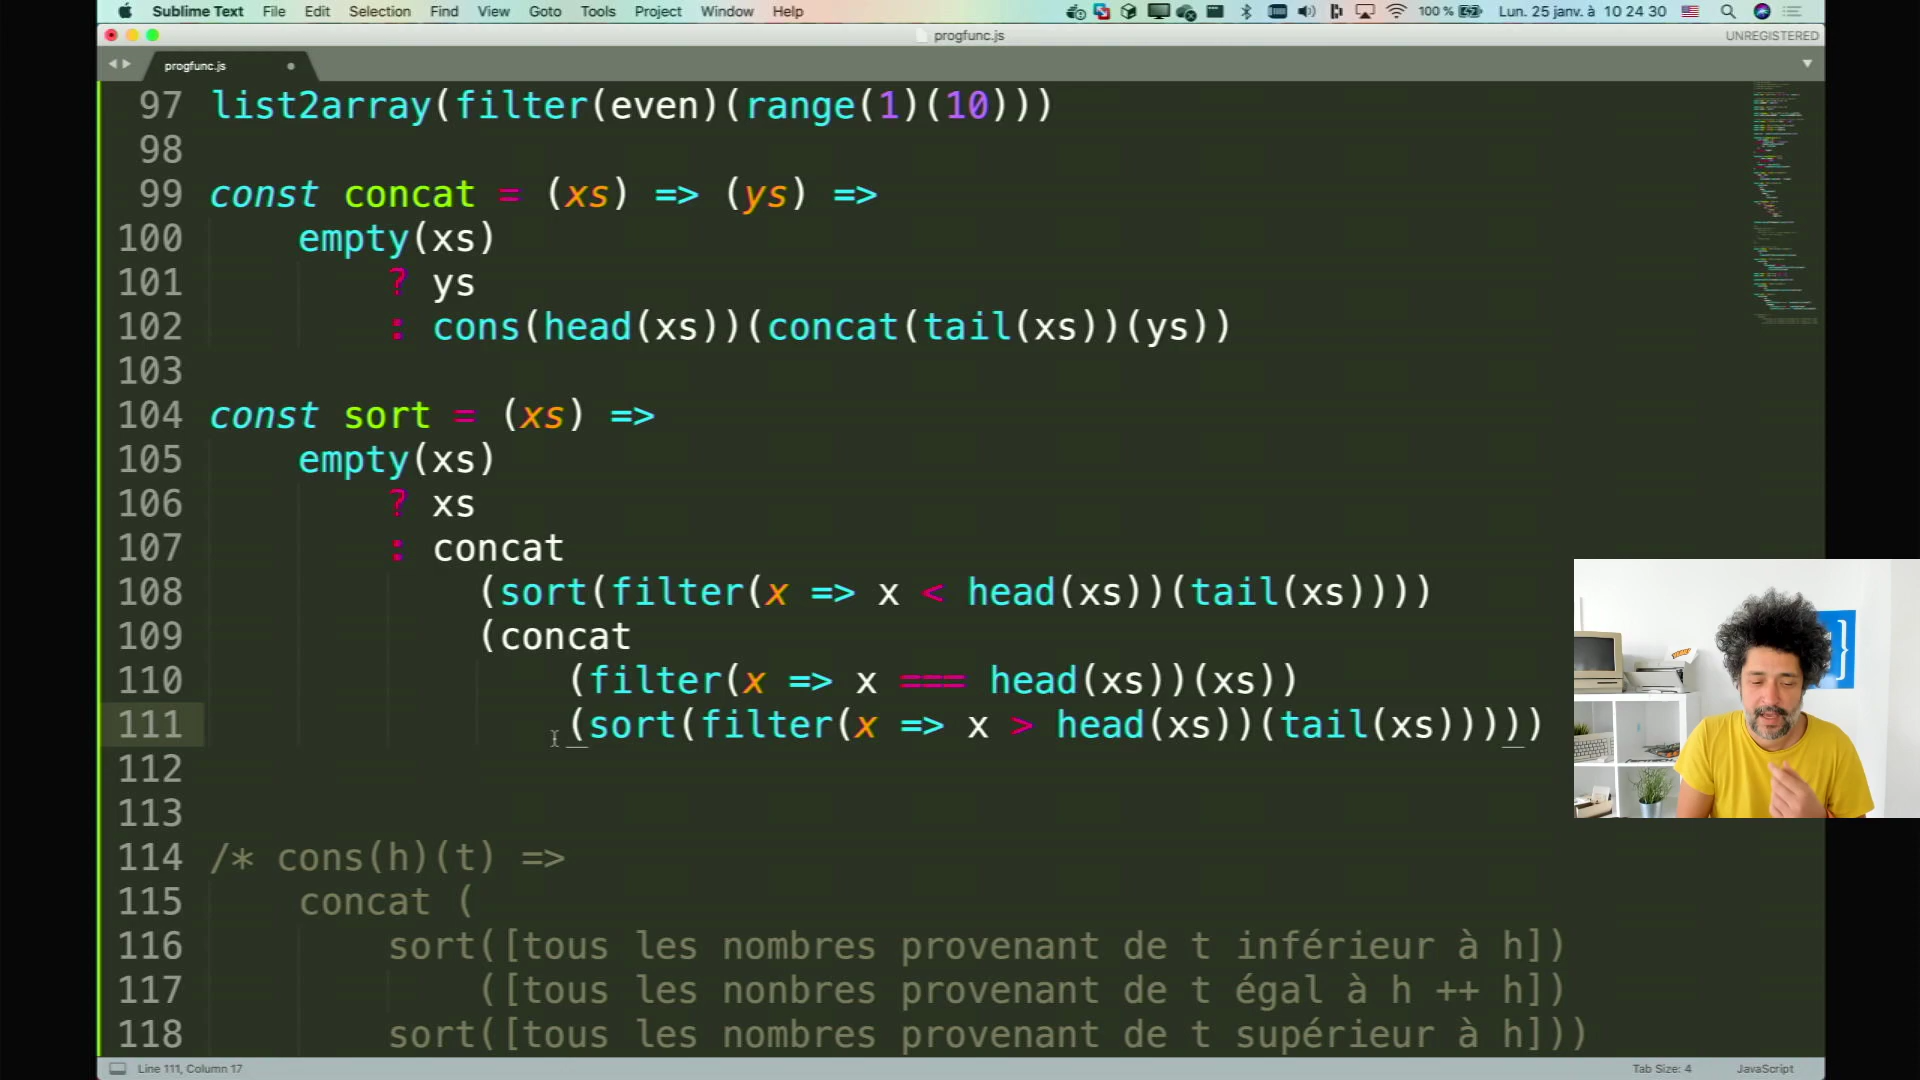 Sublime Text File Edit Selection Find View Goto Tools Project Window Help 100 % Lun. 25 janv. à 10 24 30
progfunc.js UNREGISTERED
progfunc.js
97 list2array(filter(even)(range(1)(10)))
98
99 const concat = (xs) => (ys) =>
100 empty(xs)
101 ? ys
102 : cons(head(xs))(concat(tail(xs))(ys))
103
104 const sort = (xs) =>
105 empty(xs)
106 ? xs
107 : concat
108 (sort(filter(x => x < head(xs))(tail(xs))))
109 (concat
110 (filter(x => x === head(xs))(xs))
111 (sort(filter(x => x > head(xs))(tail(xs)))))
112
113
114 /* cons(h)(t) =>
115 concat (
116 sort([tous les nombres provenant de t inférieur à h])
117 ([tous les nonbres provenant de t égal à h ++ h])
118 sort([tous les nombres provenant de t supérieur à h]))
Line 111, Column 17 Tab Size: 4 JavaScript